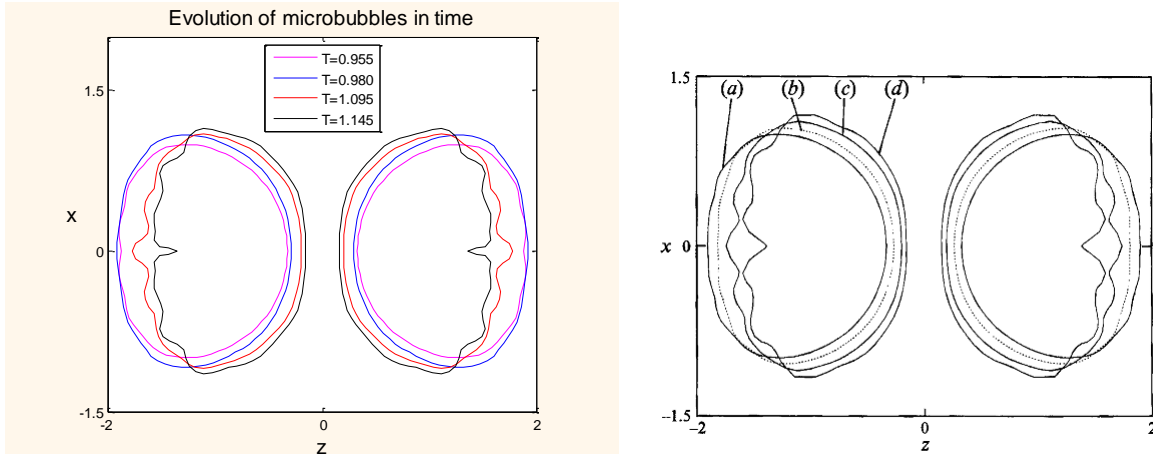 Evolution of microbubbles in time
T=0.955
T=0.980
T=1.095
T=1.145
1.5
x
0
-1.5
-2
0
2
z
1.5
(a)
(b)
(c)
(d)
x 0
-1.5
-2
0
2
z